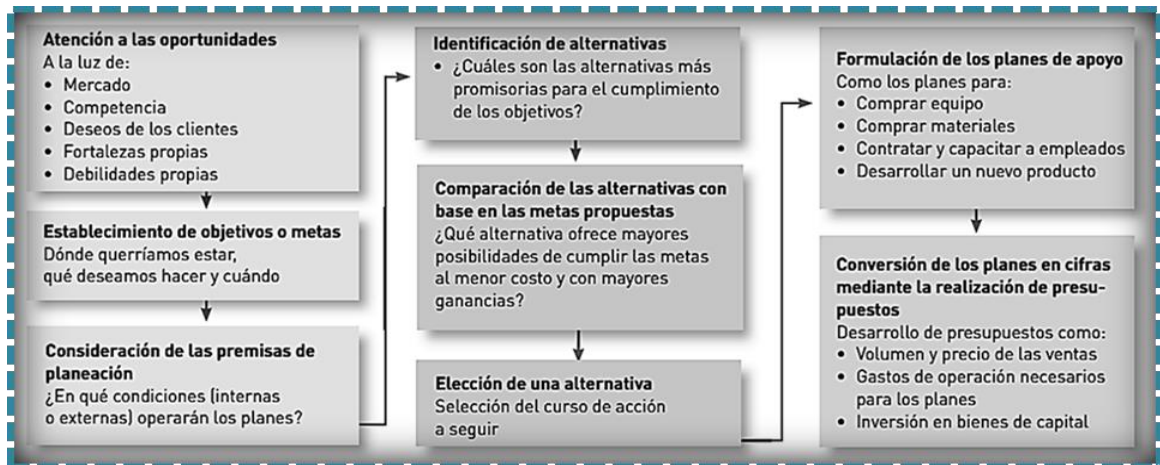 Atención a las oportunidades
A la luz de:
• Mercado
• Competencia
• Deseos de los clientes
• Fortalezas propias
• Debilidades propias
Establecimiento de objetivos o metas
Dónde querríamos estar,
qué deseamos hacer y cuándo
Consideración de las premisas de
planeación
¿En qué condiciones (internas
o externas) operarán los planes?
Identificación de alternativas
• ¿Cuáles son las alternativas más
promisorias para el cumplimiento
de los objetivos?
Comparación de las alternativas con
base en las metas propuestas
¿Qué alternativa ofrece mayores
posibilidades de cumplir las metas
al menor costo y con mayores
ganancias?
Elección de una alternativa
Selección del curso de acción
a seguir
Formulación de los planes de apoyo
Como los planes para:
• Comprar equipo
• Comprar materiales
• Contratar y capacitar a empleados
• Desarrollar un nuevo producto
Conversión de los planes en cifras
mediante la realización de presu-
puestos
Desarrollo de presupuestos como:
• Volumen y precio de las ventas
• Gastos de operación necesarios
para los planes
• Inversión en bienes de capital